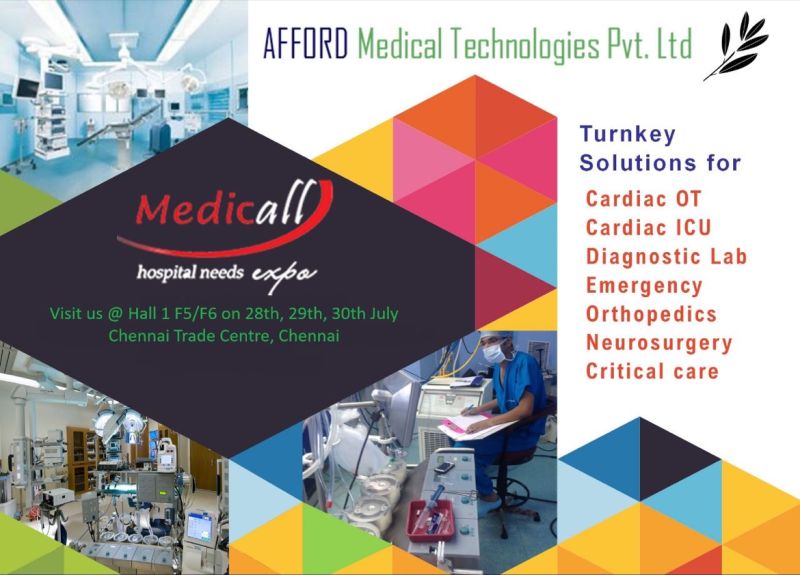 AFFORD Medical Technologies Pvt. Ltd
Medicall
hospital needs expo
Visit us @ Hall 1 F5/F6 on 28th, 29th, 30th July
Chennai Trade Centre, Chennai
Turnkey
Solutions for
Cardiac OT
Cardiac ICU
Diagnostic Lab
Emergency
Orthopedics
Neurosurgery
Critical care